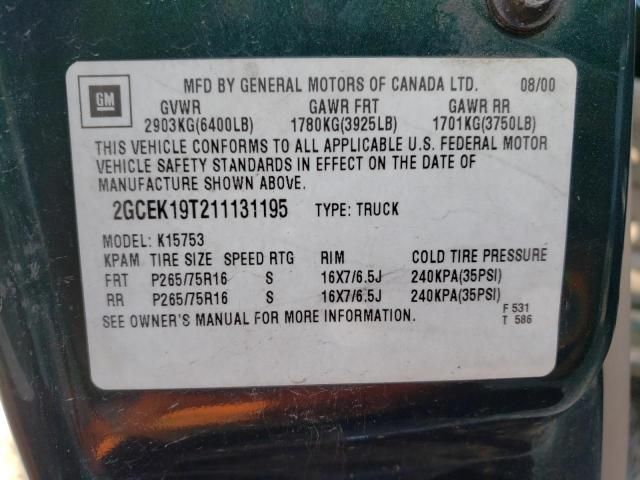 GM
MFD BY GENERAL MOTORS OF CANADA LTD. 08/00
GVWR GAWR FRT GAWR RR
2903KG(6400LB) 1780KG(3925LB) 1701KG(3750LB)
THIS VEHICLE CONFORMS TO ALL APPLICABLE U.S. FEDERAL MOTOR
VEHICLE SAFETY STANDARDS IN EFFECT ON THE DATE OF
MANUFACTURE SHOWN ABOVE.
2GCEK19T211131195 TYPE: TRUCK
MODEL: K15753
KPAM TIRE SIZE SPEED RTG RIM COLD TIRE PRESSURE
FRT P265/75R16 S 16X7/6.5J 240KPA(35PSI)
RR P265/75R16 S 16X7/6.5J 240KPA(35PSI)
SEE OWNER'S MANUAL FOR MORE INFORMATION. F 531
T 586